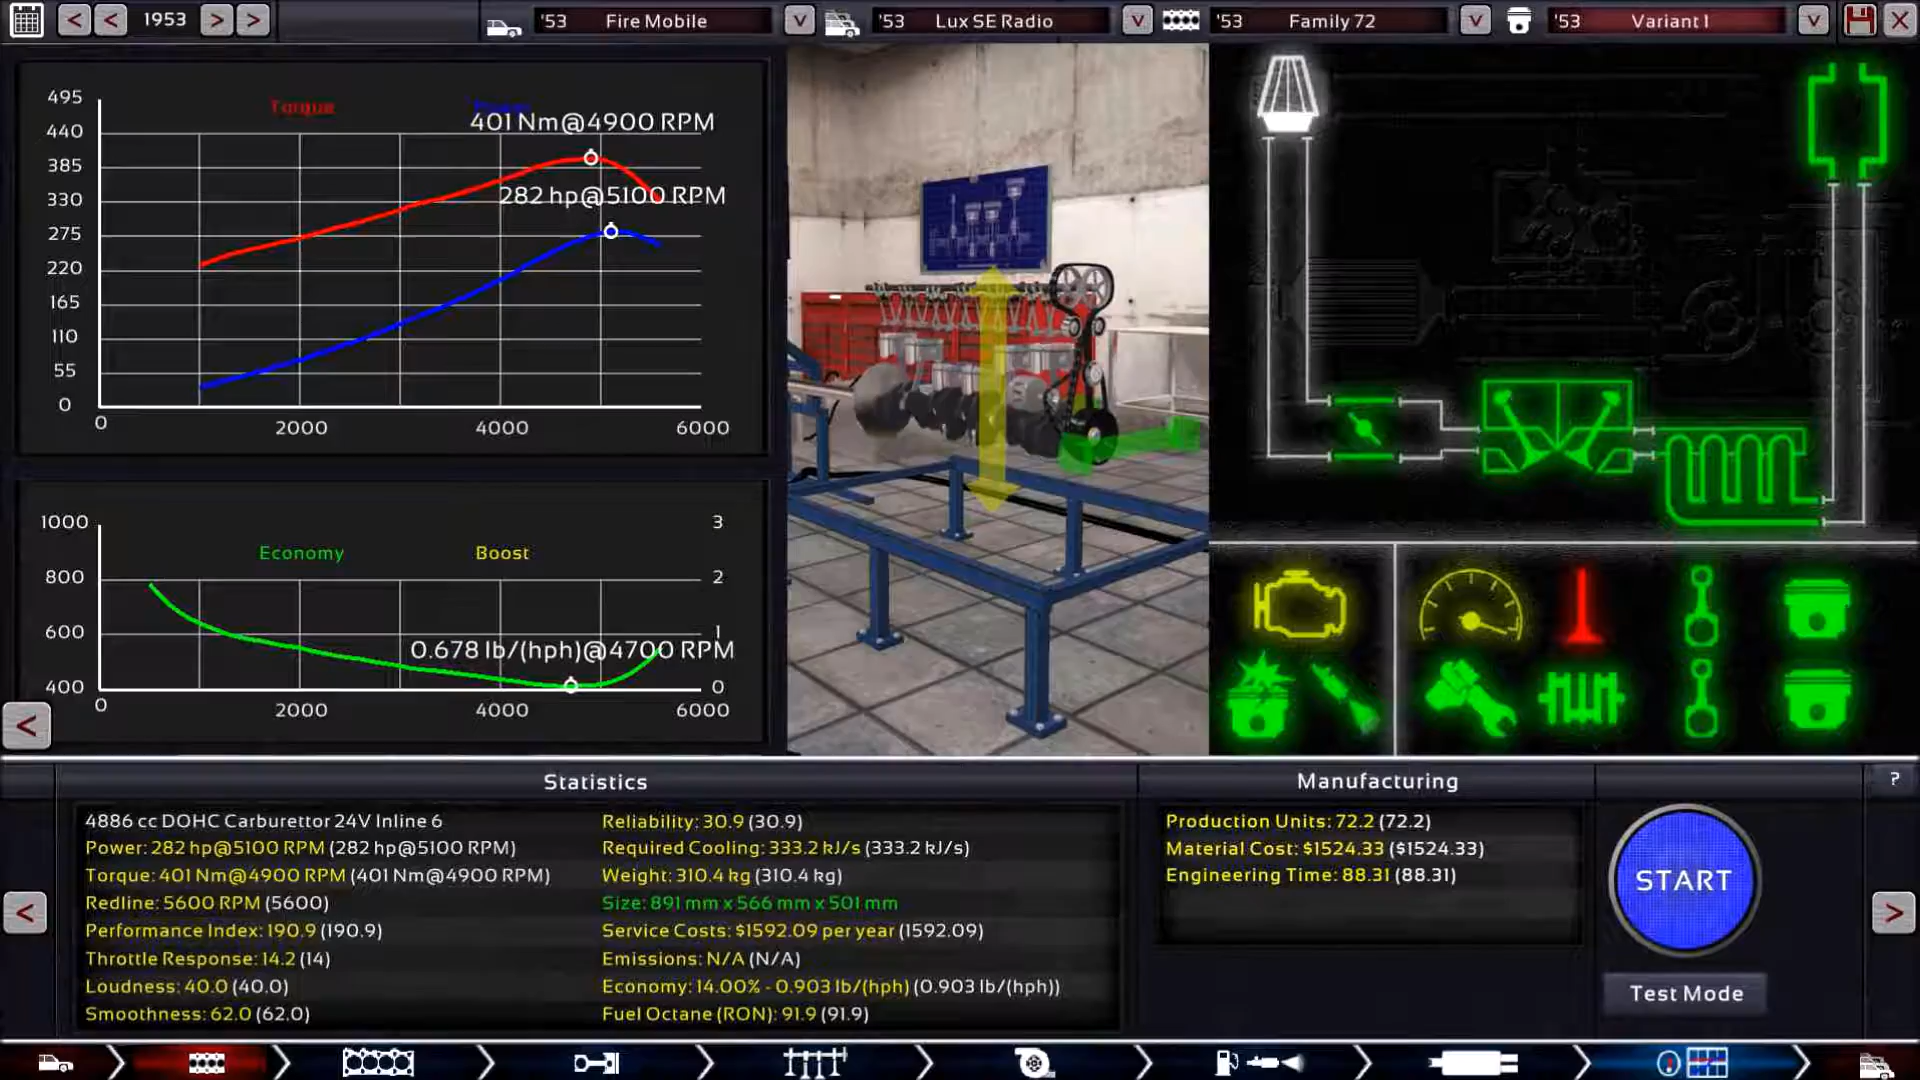 1953
'53 Fire Mobile
'53 Lux SE Radio
'53 Family 72
'53 Variant 1
Torque
Power
495
440
385
330
275
220
165
110
55
0
401 Nm@4900 RPM
282 hp@5100 RPM
0 2000 4000 6000
1000
800
600
400
Economy
Boost
3
2
1
0
0.678 lb/(hph)@4700 RPM
0 2000 4000 6000
Statistics
4886 cc DOHC Carburettor 24V Inline 6
Power: 282 hp@5100 RPM (282 hp@5100 RPM)
Torque: 401 Nm@4900 RPM (401 Nm@4900 RPM)
Redline: 5600 RPM (5600)
Performance Index: 190.9 (190.9)
Throttle Response: 14.2 (14)
Loudness: 40.0 (40.0)
Smoothness: 62.0 (62.0)
Reliability: 30.9 (30.9)
Required Cooling: 333.2 kJ/s (333.2 kJ/s)
Weight: 310.4 kg (310.4 kg)
Size: 891 mm x 566 mm x 501 mm
Service Costs: $1592.09 per year (1592.09)
Emissions: N/A (N/A)
Economy: 14.00% - 0.903 lb/(hph) (0.903 lb/(hph))
Fuel Octane (RON): 91.9 (91.9)
Manufacturing
Production Units: 72.2 (72.2)
Material Cost: $1524.33 ($1524.33)
Engineering Time: 88.31 (88.31)
?
START
Test Mode